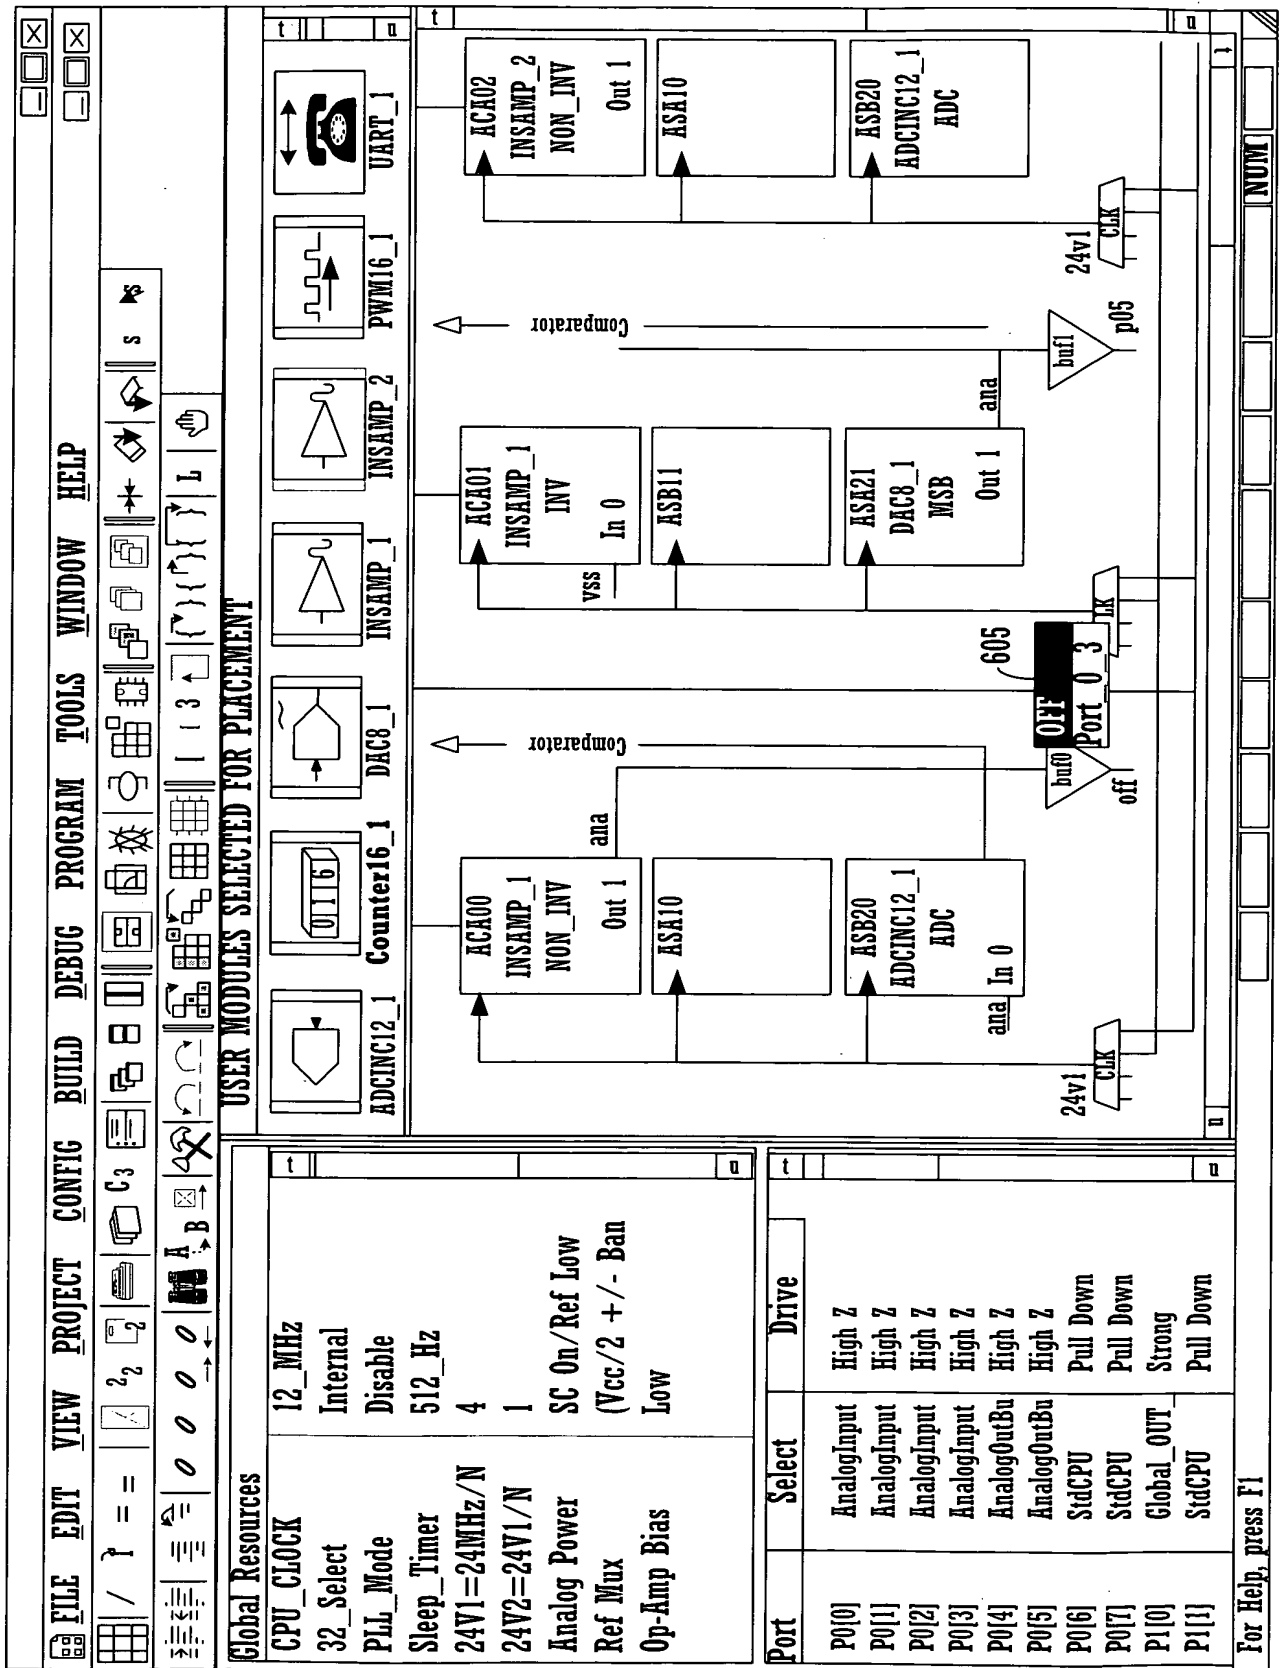 FILE EDIT VIEW PROJECT CONFIG BUILD DEBUG PROGRAM TOOLS WINDOW HELP
Global Resources
CPU_CLOCK 12_MHz
32_Select Internal
PLL_Mode Disable
Sleep_Timer 512_Hz
24V1=24MHz/N 4
24V2=24V1/N 1
Analog Power SC On/Ref Low
Ref Mux (Vcc/2 +/- Ban
Op-Amp Bias Low
Port Select Drive
P0[0] AnalogInput High Z
P0[1] AnalogInput High Z
P0[2] AnalogInput High Z
P0[3] AnalogInput High Z
P0[4] AnalogOutBu High Z
P0[5] AnalogOutBu High Z
P0[6] StdCPU Pull Down
P0[7] StdCPU Pull Down
P1[0] Global_OUT_ Strong
P1[1] StdCPU Pull Down
USER MODULES SELECTED FOR PLACEMENT
ADCINC12_1 Counter16_1 DAC8_1 INSAMP_1 INSAMP_2 PWM16_1 UART_1
ACA00
INSAMP_1
NON_INV
Out 1
ana
ASA10
ASB20
ADCINC12_1
ADC
In 0
ana
24v1
CLK
Comparator
buf0
off
605
OFF
Port_0_3
ACA01
INSAMP_1
INV
In 0
vss
ASB11
ASA21
DAC8_1
MSB
Out 1
ana
LK
Comparator
buf1
p05
ACA02
INSAMP_2
NON_INV
Out 1
ASA10
ASB20
ADCINC12_1
ADC
24v1
CLK
For Help, press F1
NUM